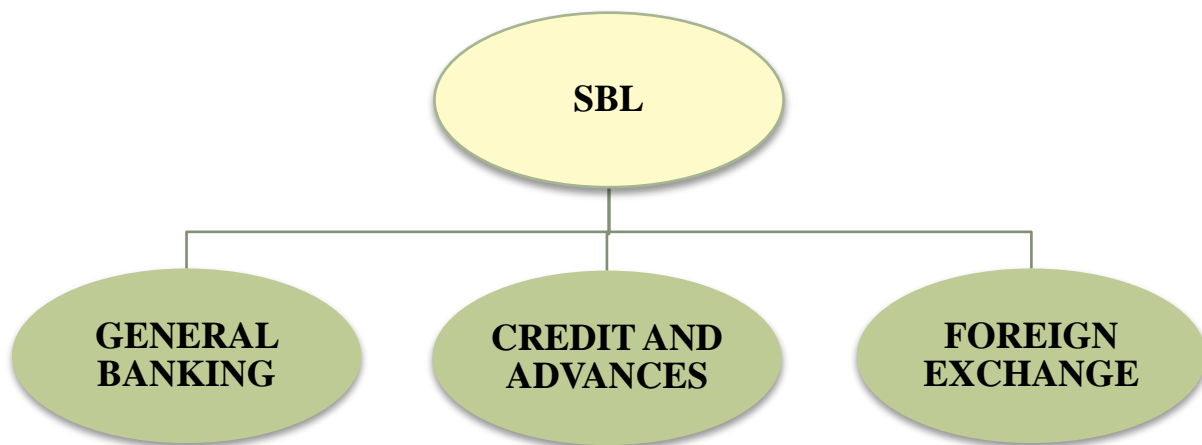 SBL
GENERAL
BANKING
CREDIT AND
ADVANCES
FOREIGN
EXCHANGE